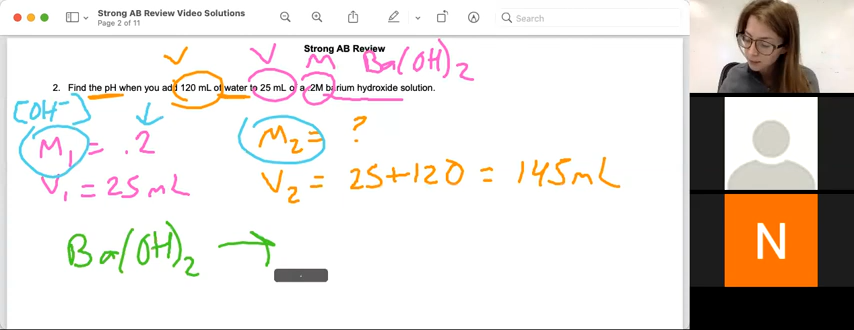 Strong AB Review Video Solutions
Page 2 of 11
Search
Strong AB Review
V V M Ba(OH)2
2. Find the pH when you add 120 mL of water to 25 mL of a .2M barium hydroxide solution.
[OH-]
M1 = .2 M2 = ?
V1 = 25mL V2 = 25+120 = 145mL
Ba(OH)2 →
N